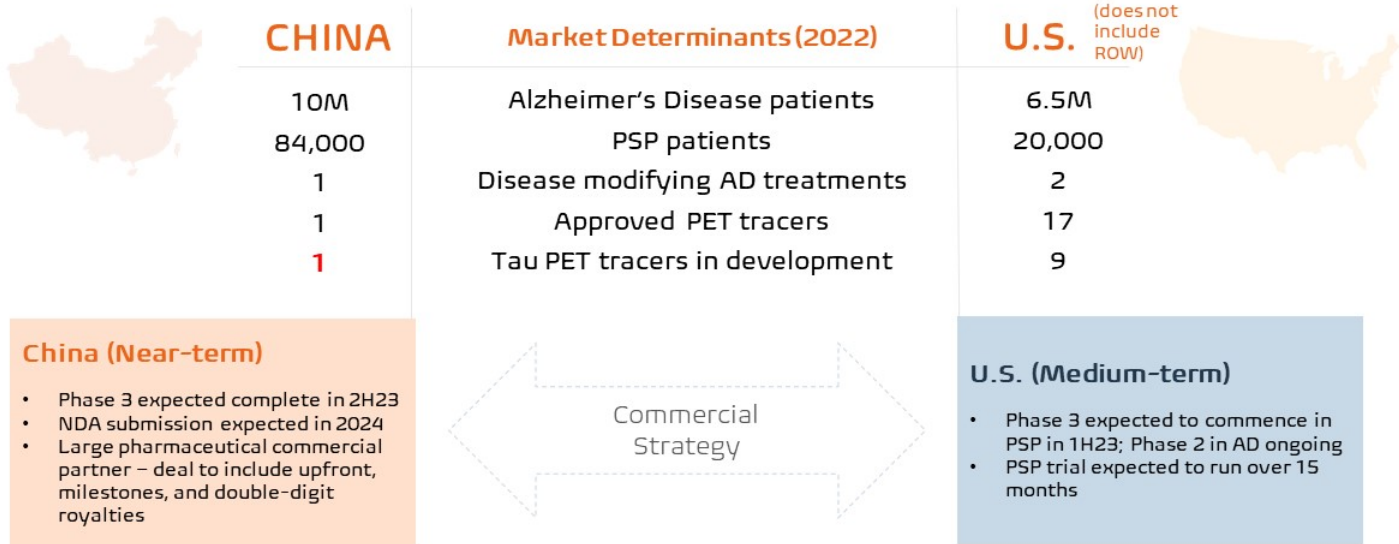 CHINA Market Determinants (2022) U.S. (does not
include
ROW)
10M Alzheimer's Disease patients 6.5M
84,000 PSP patients 20,000
1 Disease modifying AD treatments 2
1 Approved PET tracers 17
1 Tau PET tracers in development 9
China (Near-term)
• Phase 3 expected complete in 2H23
• NDA submission expected in 2024
• Large pharmaceutical commercial
partner – deal to include upfront,
milestones, and double-digit
royalties
Commercial
Strategy
U.S. (Medium-term)
• Phase 3 expected to commence in
PSP in 1H23; Phase 2 in AD ongoing
• PSP trial expected to run over 15
months